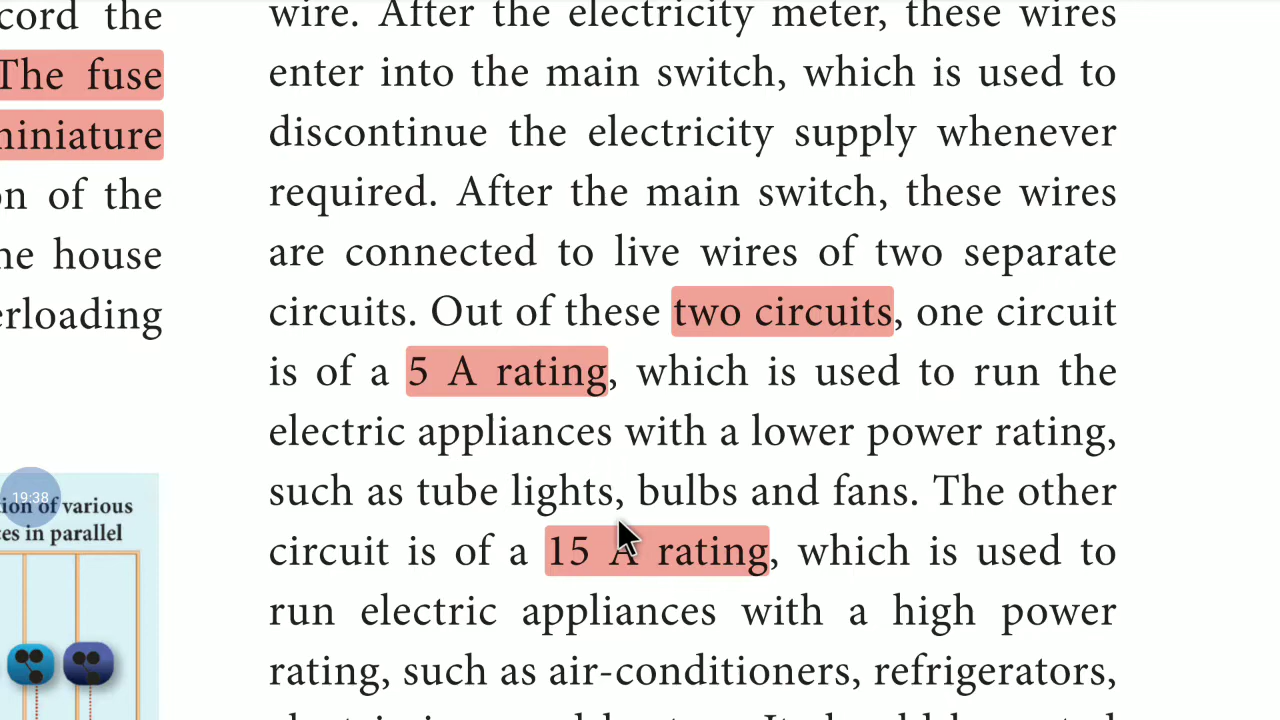 cord the
The fuse
miniature
on of the
he house
erloading
19:38
ion of various
ces in parallel
wire. After the electricity meter, these wires
enter into the main switch, which is used to
discontinue the electricity supply whenever
required. After the main switch, these wires
are connected to live wires of two separate
circuits. Out of these two circuits, one circuit
is of a 5 A rating, which is used to run the
electric appliances with a lower power rating,
such as tube lights, bulbs and fans. The other
circuit is of a 15 A rating, which is used to
run electric appliances with a high power
rating, such as air-conditioners, refrigerators,